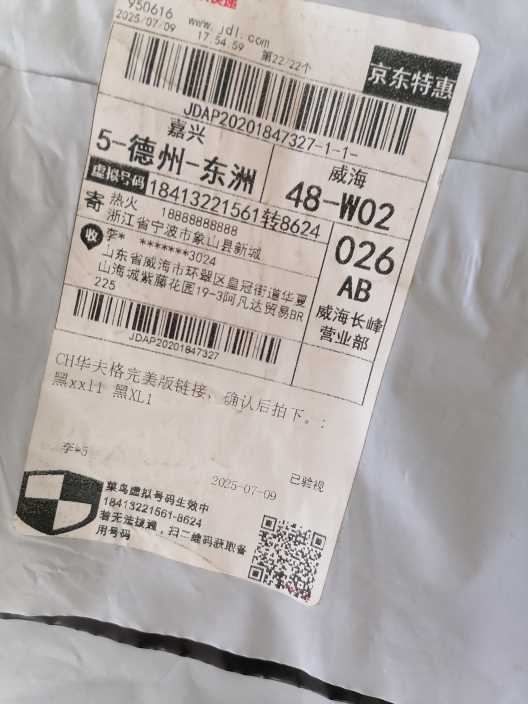 950616
www.jdl.com
2025/07/09 17:54:59 第22/22个
京东特惠
JDAP20201847327-1-1-
嘉兴
5-德州-东洲
威海
48-W02
虚拟号码 18413221561转8624
寄 热火 18888888888
浙江省宁波市象山县新城
026
AB
威海长峰
营业部
收 李* *******3024
山东省威海市环翠区皇冠街道华夏
山海城紫藤花园19-3阿凡达贸易BR
225
JDAP20201847327
CH华夫格完美版链接，确认后拍下。:
黑xx11 黑XL1
李*5
2025-07-09 已验视
菜鸟虚拟号码生效中
18413221561-8624
若无法拨通，扫二维码获取备
用号码